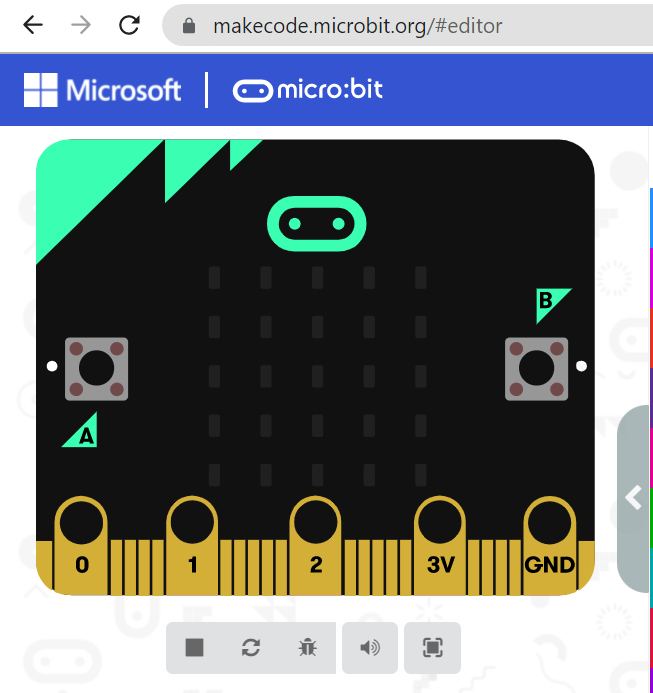 makecode.microbit.org/#editor
Microsoft
micro:bit
B
A
0 1 2 3V GND